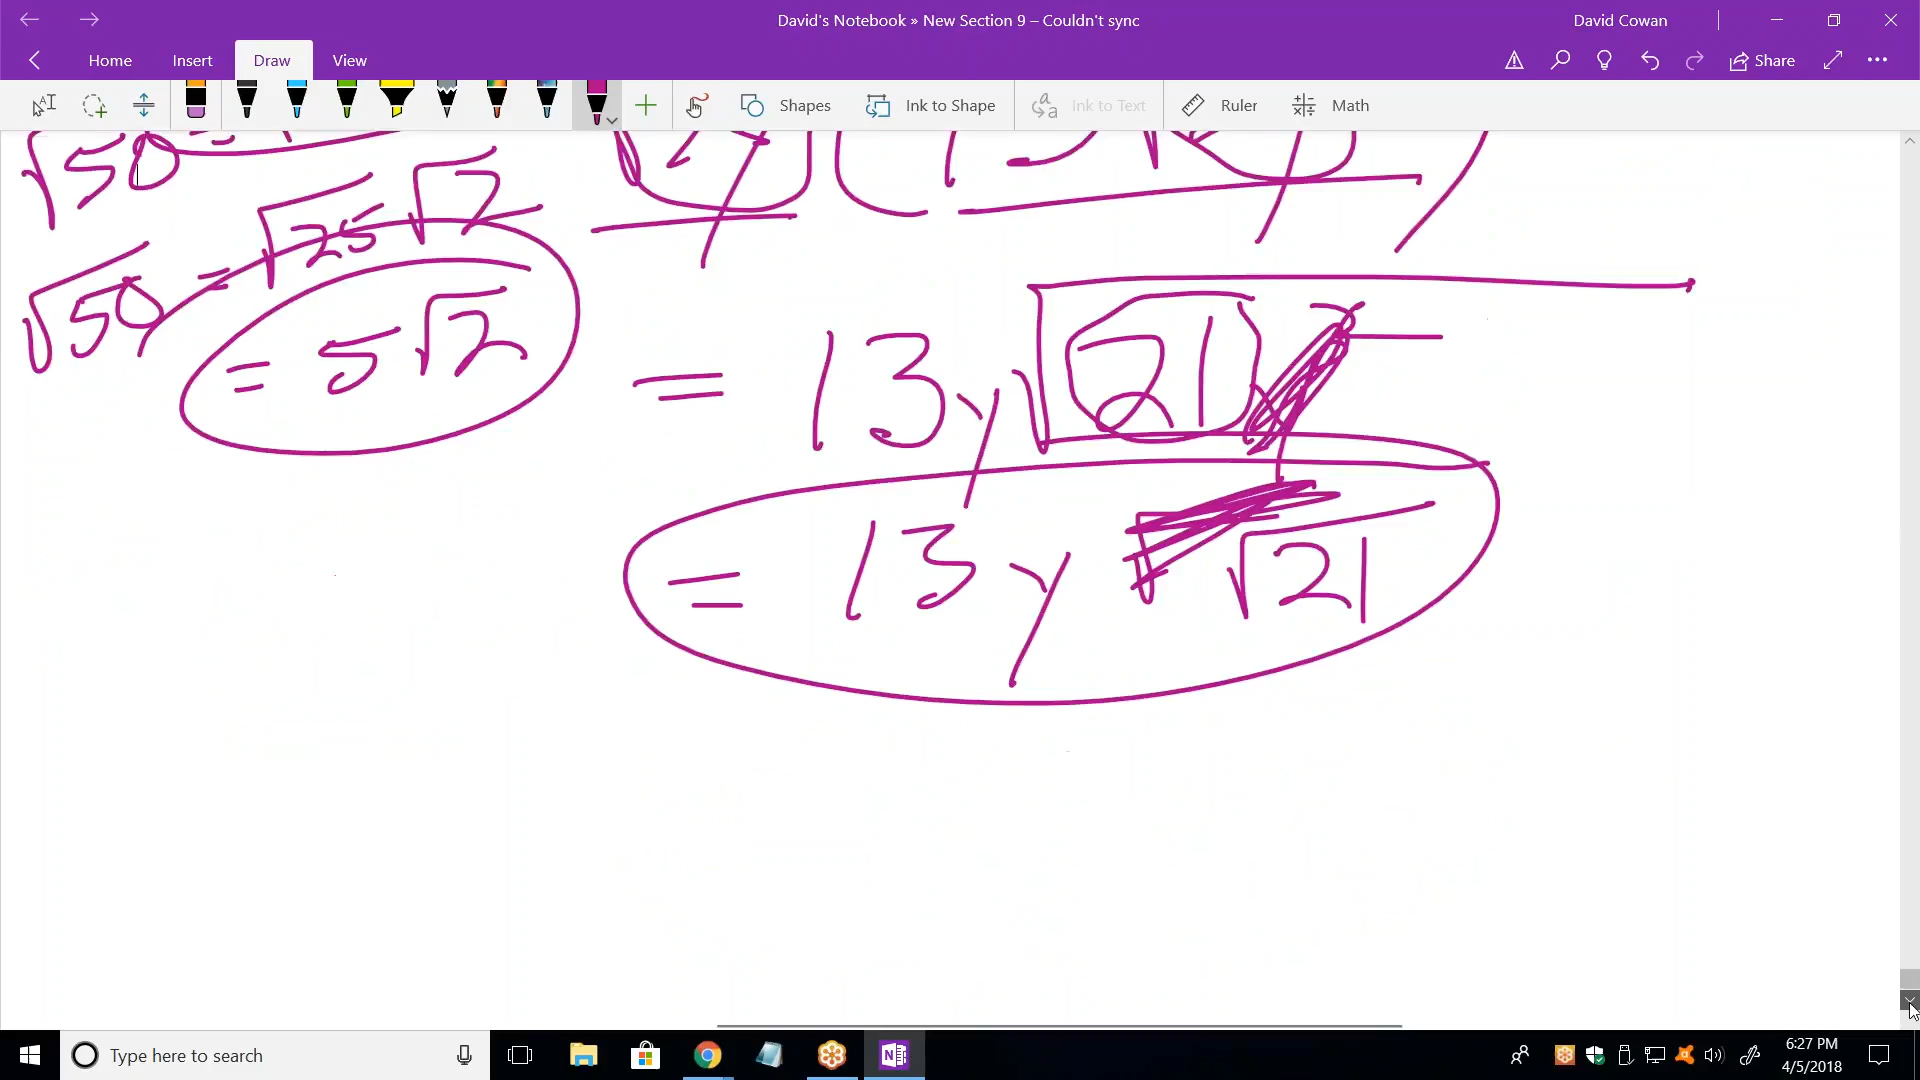 David's Notebook » New Section 9 – Couldn't sync
David Cowan
Home Insert Draw View
Share
Shapes Ink to Shape Ink to Text Ruler Math
√50 =
√50 = √25 √2
= 5√2
= 13y√21
= 13y √21
Type here to search
6:27 PM
4/5/2018